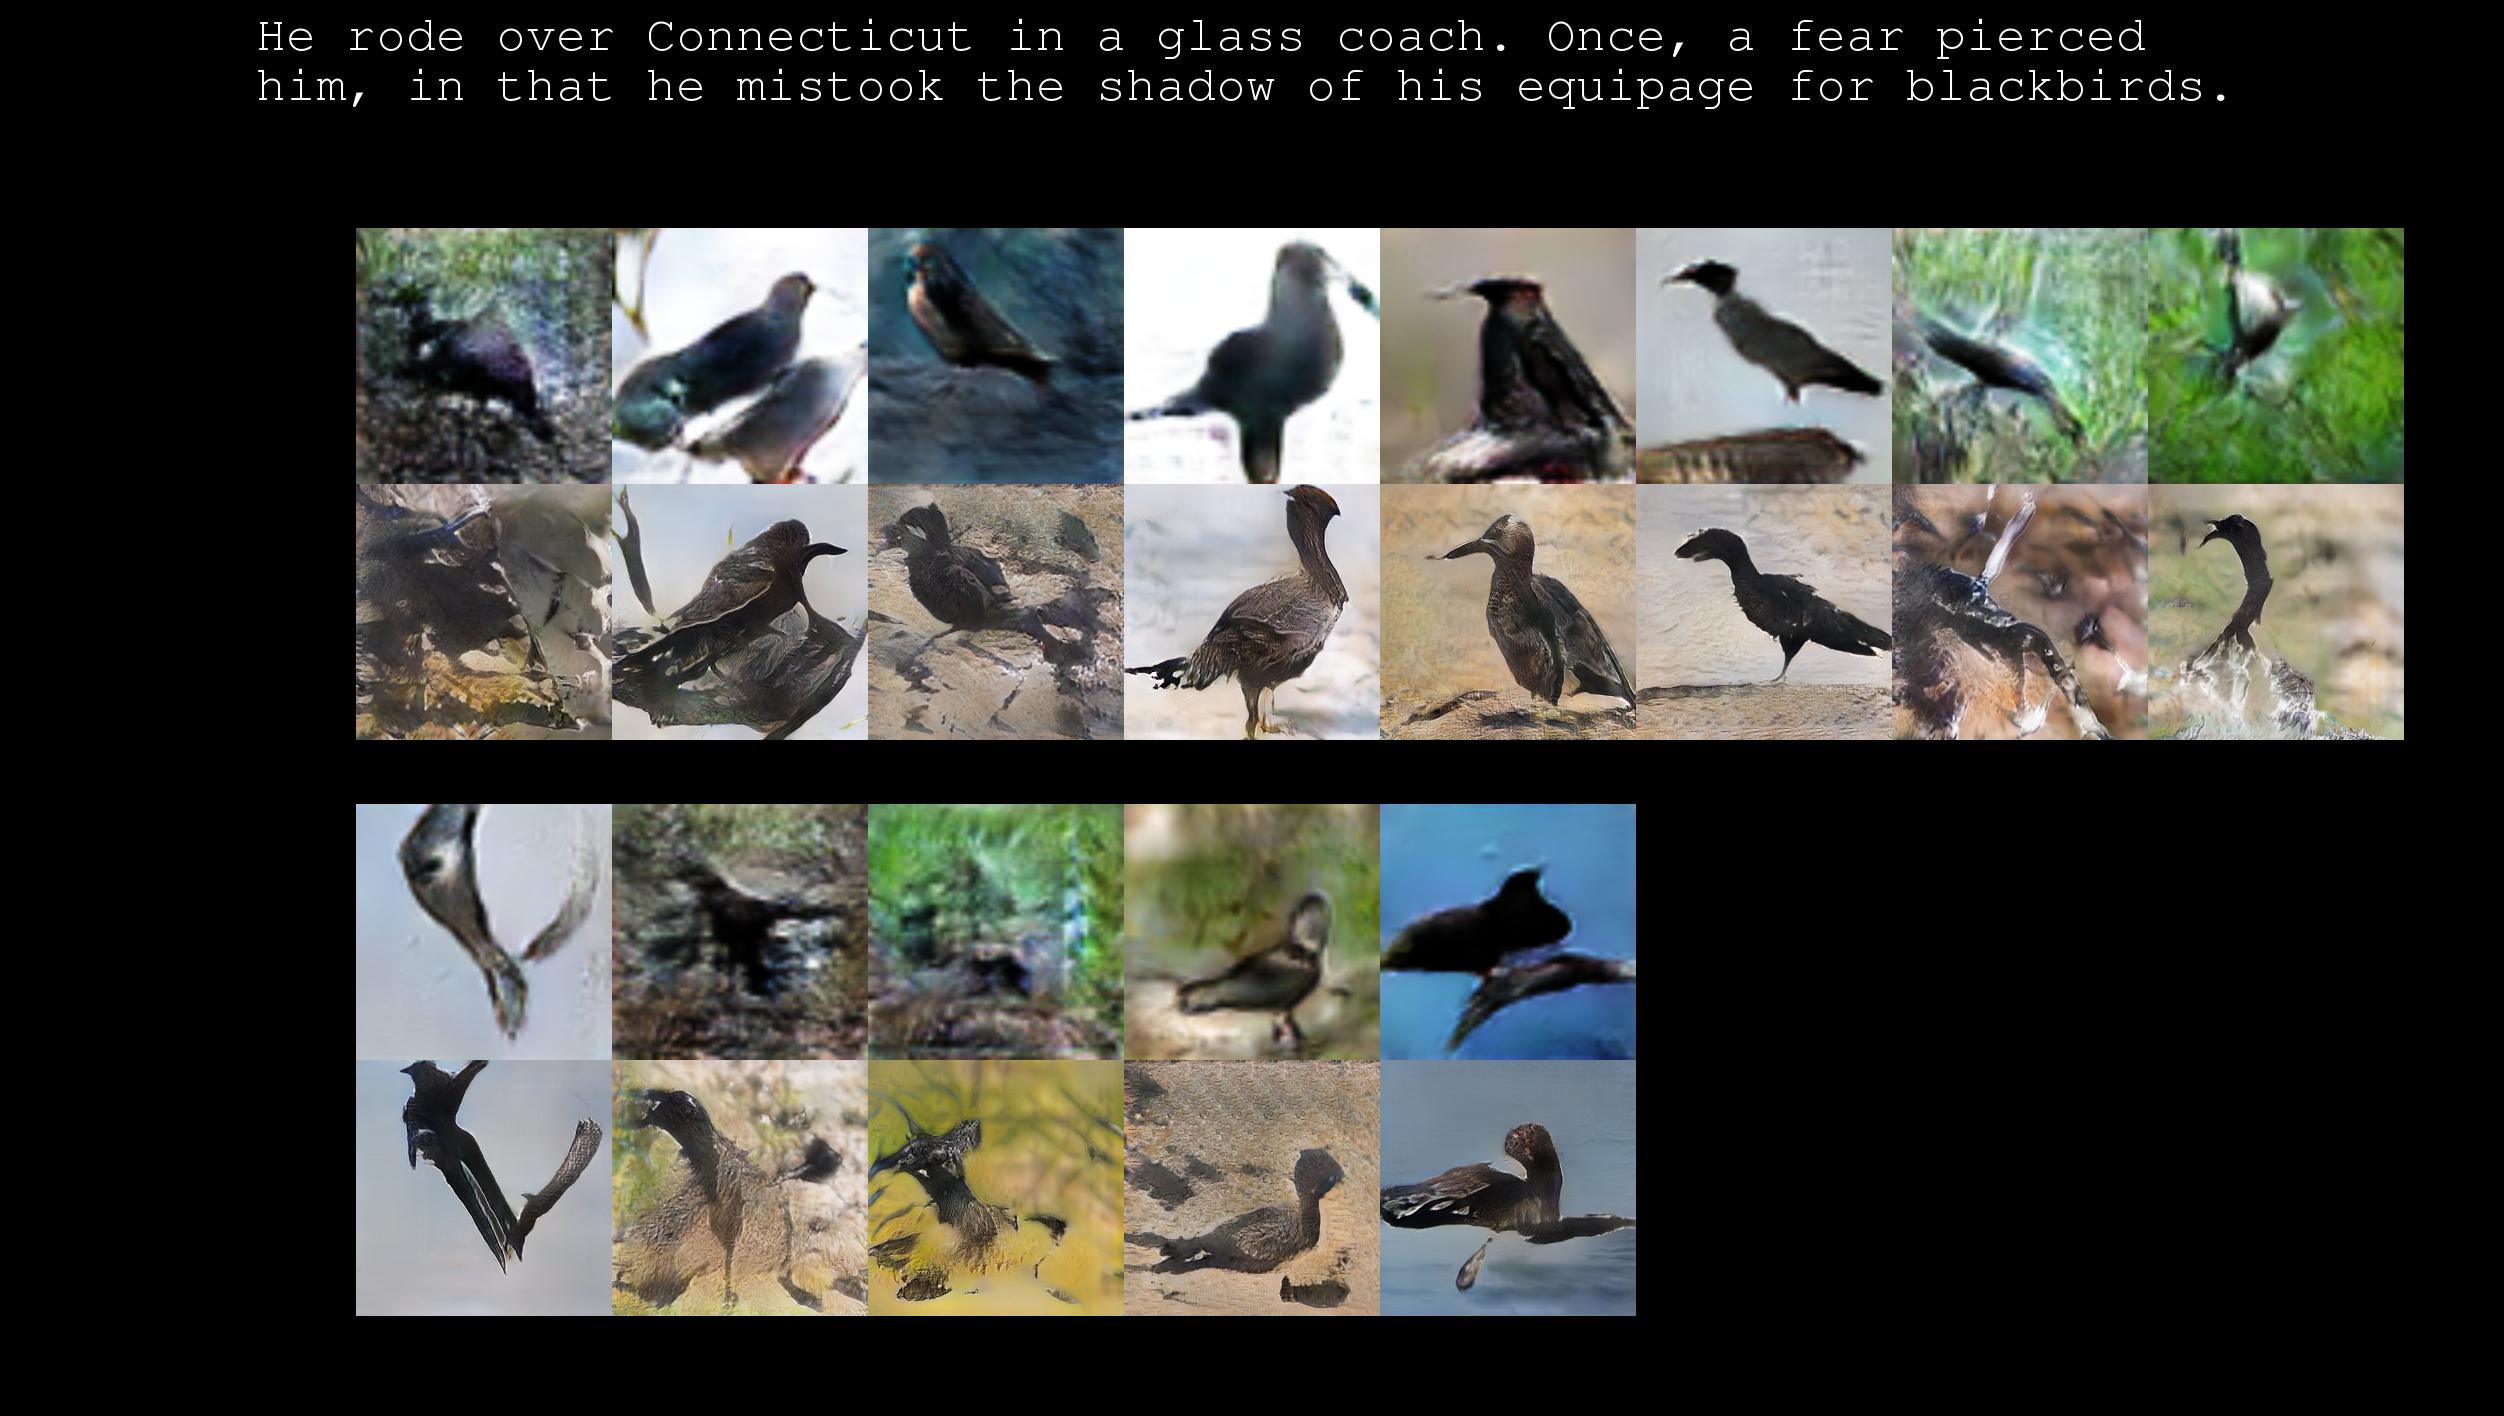 He rode over Connecticut in a glass coach. Once, a fear pierced
him, in that he mistook the shadow of his equipage for blackbirds.